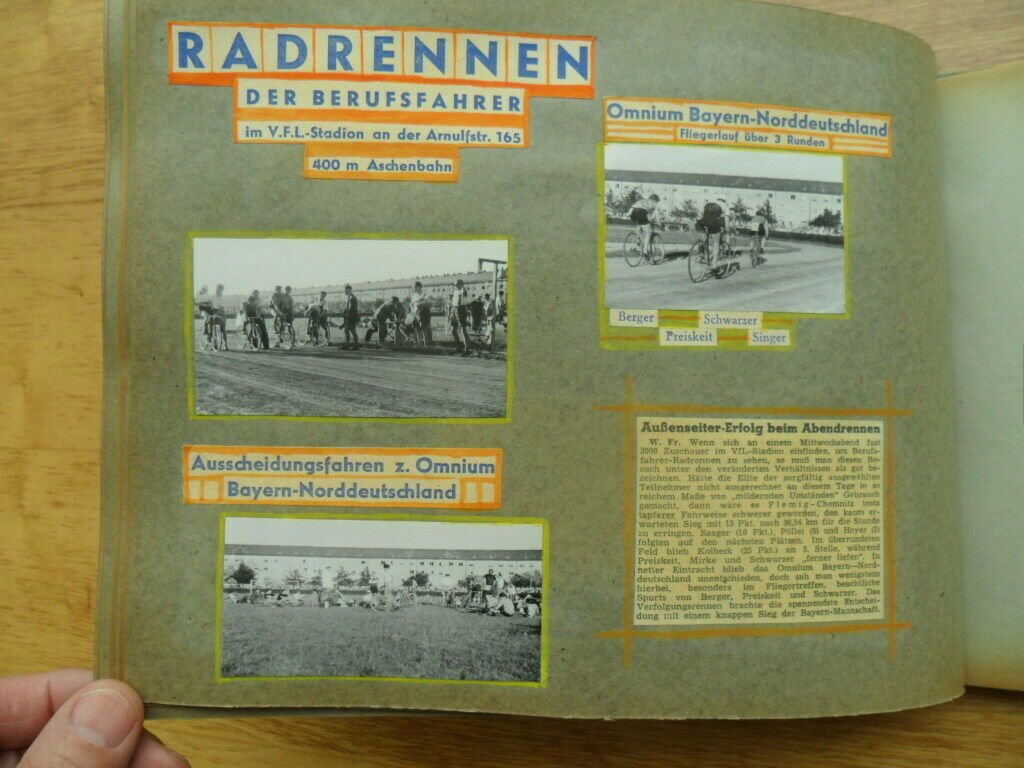 RADRENNEN
DER BERUFSFAHRER
im V.F.L.-Stadion an der Arnulfstr. 165
400 m Aschenbahn
Ausscheidungsfahren z. Omnium
Bayern-Norddeutschland
Omnium Bayern-Norddeutschland
Fliegerlauf über 3 Runden
Berger
Schwarzer
Preiskeit
Singer
Außenseiter-Erfolg beim Abendrennen
W. Fr. Wenn sich an einem Mittwochabend fast
3000 Zuschauer im VfL-Stadion einfinden, um Berufs-
fahrer-Radrennen zu sehen, so muß man diesen Be-
such unter den veränderten Verhältnissen als gut be-
zeichnen. Hätte die Elite der sorgfältig ausgewählten
Teilnehmer nicht ausgerechnet an diesem Tage in so
reichem Maße von „mildernden Umständen" Gebrauch
gemacht, dann wäre es Flemig-Chemnitz trotz
tapferer Fahrweise schwerer geworden, den kaum er-
warteten Sieg mit 13 Pkt. nach 36,54 km für die Stunde
zu erringen. Saager (10 Pkt.), Pöllet (5) und Hoyer (3)
folgten auf den nächsten Plätzen. Im überrundeten
Feld blieb Kolbeck (25 Pkt.) an 5. Stelle, während
Preiskeit, Mirke und Schwarzer „ferner liefen". In
netter Eintracht blieb das Omnium Bayern—Nord-
deutschland unentschieden, doch sah man wenigstens
hierbei, besonders im Fliegertreffen, beachtliche
Spurts von Berger, Preiskeit und Schwarzer. Das
Verfolgungsrennen brachte die spannendste Entschei-
dung mit einem knappen Sieg der Bayern-Mannschaft.